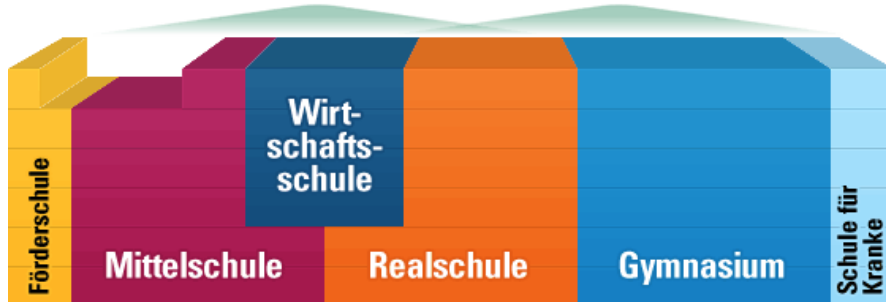 Förderschule
Mittelschule
Wirt-
schafts-
schule
Realschule
Gymnasium
Schule für
Kranke